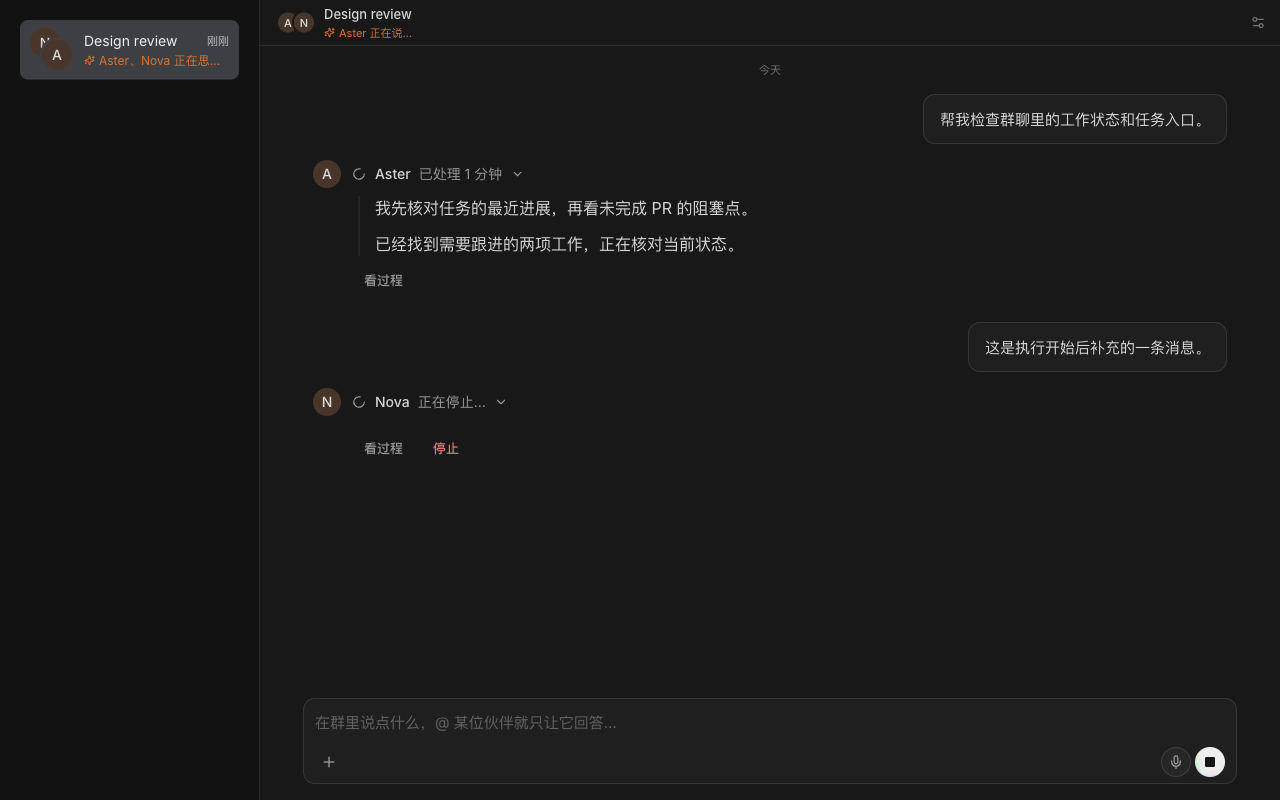 N
A
Design review 刚刚
Aster、Nova 正在思...
A N
Design review
Aster 正在说...
今天
帮我检查群聊里的工作状态和任务入口。
A Aster 已处理 1 分钟
我先核对任务的最近进展，再看未完成 PR 的阻塞点。
已经找到需要跟进的两项工作，正在核对当前状态。
看过程
这是执行开始后补充的一条消息。
N Nova 正在停止...
看过程 停止
在群里说点什么，@ 某位伙伴就只让它回答...